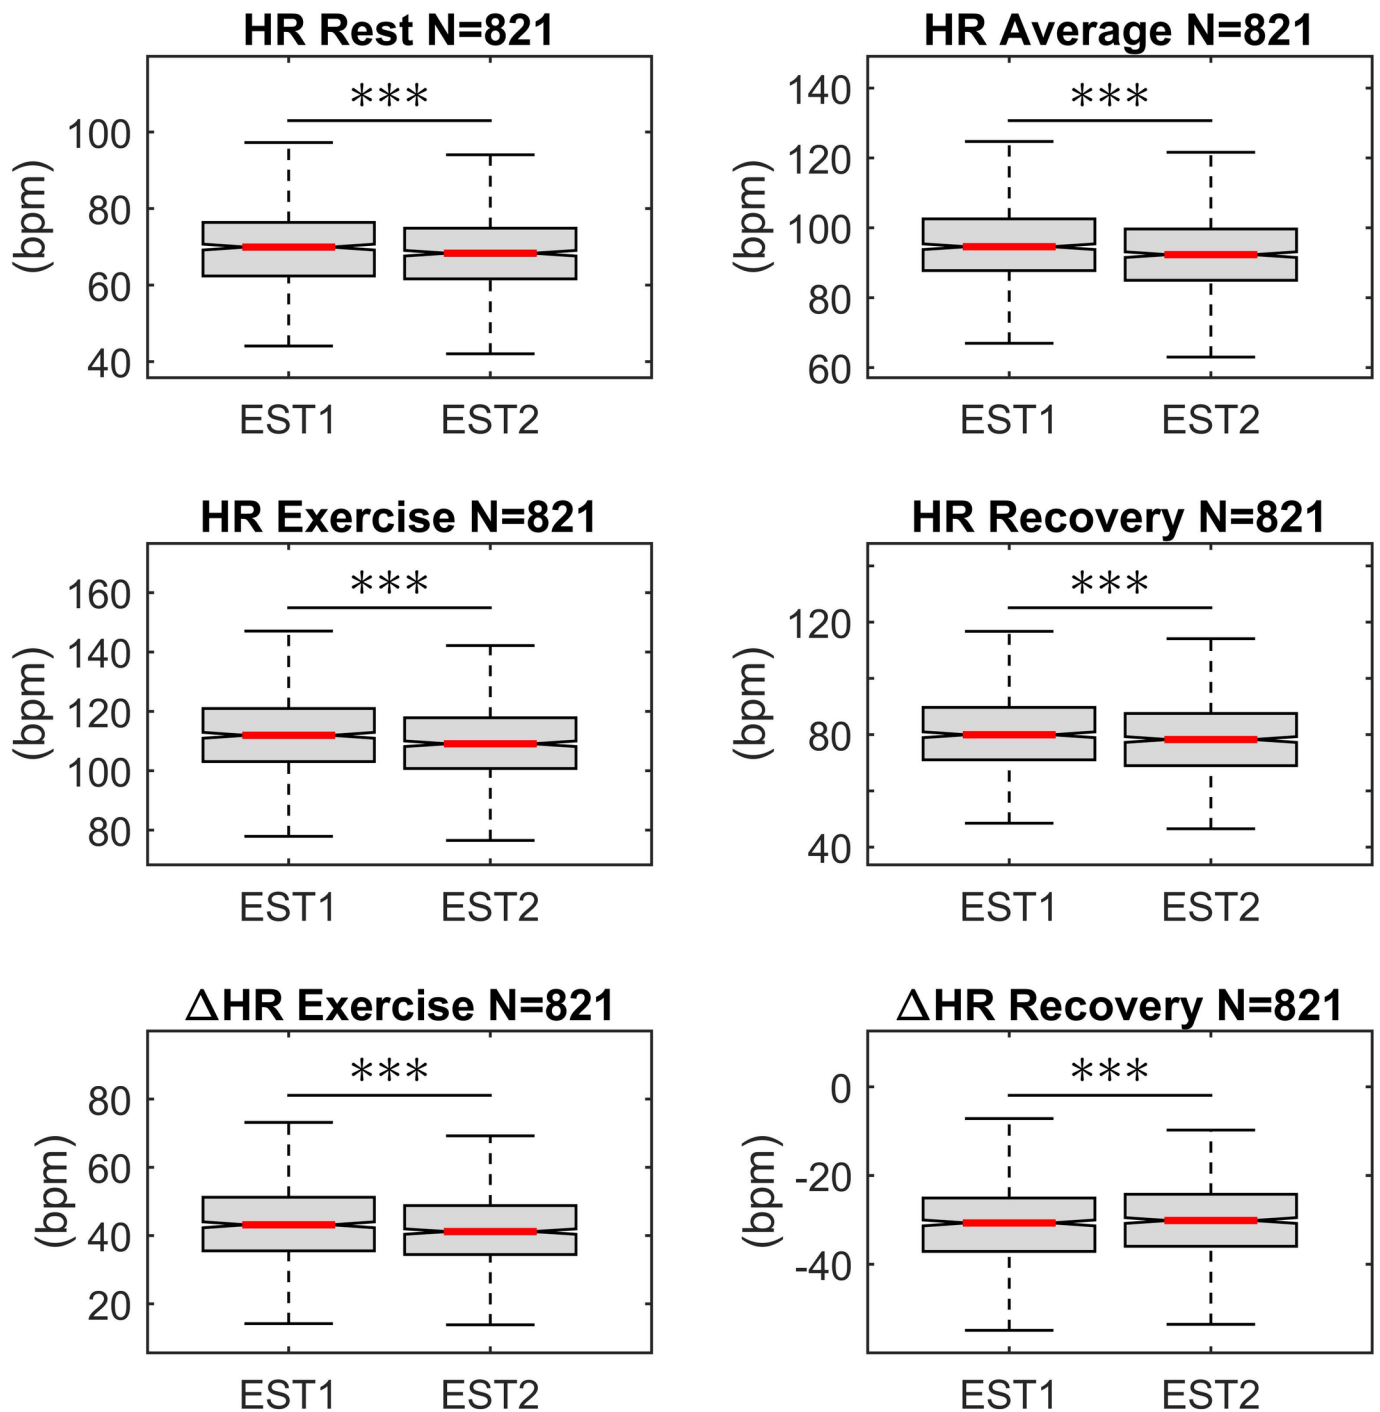 HR Rest N=821
***
100
80
60
40
(bpm)
EST1 EST2
HR Average N=821
***
140
120
100
80
60
(bpm)
EST1 EST2
HR Exercise N=821
***
160
140
120
100
80
(bpm)
EST1 EST2
HR Recovery N=821
***
120
80
40
(bpm)
EST1 EST2
ΔHR Exercise N=821
***
80
60
40
20
(bpm)
EST1 EST2
ΔHR Recovery N=821
***
0
-20
-40
(bpm)
EST1 EST2